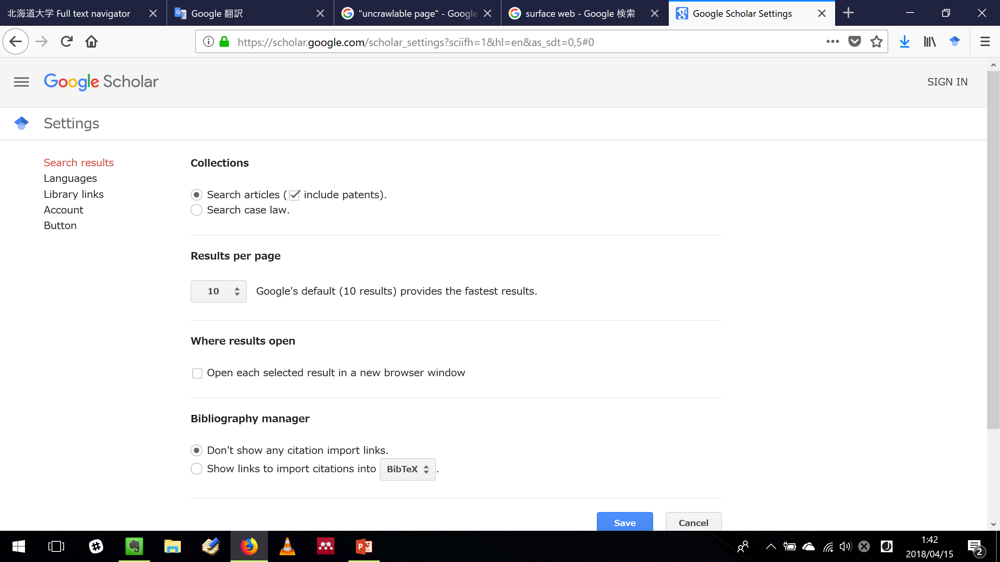 北海道大学 Full text navigator
Google 翻訳
"uncrawlable page" - Google
surface web - Google 検索
Google Scholar Settings
https://scholar.google.com/scholar_settings?sciifh=1&hl=en&as_sdt=0,5#0
Google Scholar
SIGN IN
Settings
Search results
Languages
Library links
Account
Button
Collections
Search articles ( include patents).
Search case law.
Results per page
10
Google's default (10 results) provides the fastest results.
Where results open
Open each selected result in a new browser window
Bibliography manager
Don't show any citation import links.
Show links to import citations into BibTeX .
Save
Cancel
1:42
2018/04/15
2